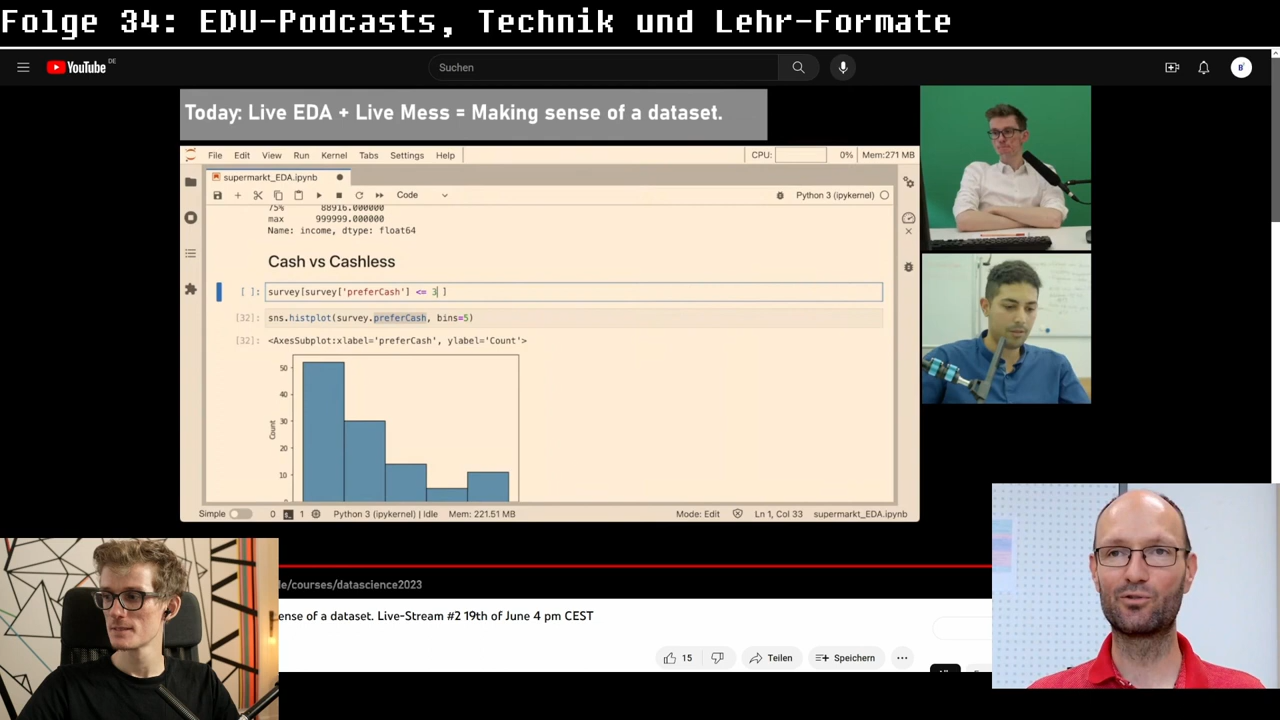 Folge 34: EDU-Podcasts, Technik und Lehr-Formate
YouTube DE
Suchen
B
Today: Live EDA + Live Mess = Making sense of a dataset.
File Edit View Run Kernel Tabs Settings Help
CPU: 0% Mem:271 MB
supermarkt_EDA.ipynb
Code
Python 3 (ipykernel)
75% 88916.000000
max 999999.000000
Name: income, dtype: float64
Cash vs Cashless
[ ]: survey[survey['preferCash'] <= 3 ]
[32]: sns.histplot(survey.preferCash, bins=5)
[32]: <AxesSubplot:xlabel='preferCash', ylabel='Count'>
50
40
30
20
10
Count
Simple 0 1 Python 3 (ipykernel) | Idle Mem: 221.51 MB Mode: Edit Ln 1, Col 33 supermarkt_EDA.ipynb
le/courses/datascience2023
ense of a dataset. Live-Stream #2 19th of June 4 pm CEST
15 Teilen Speichern